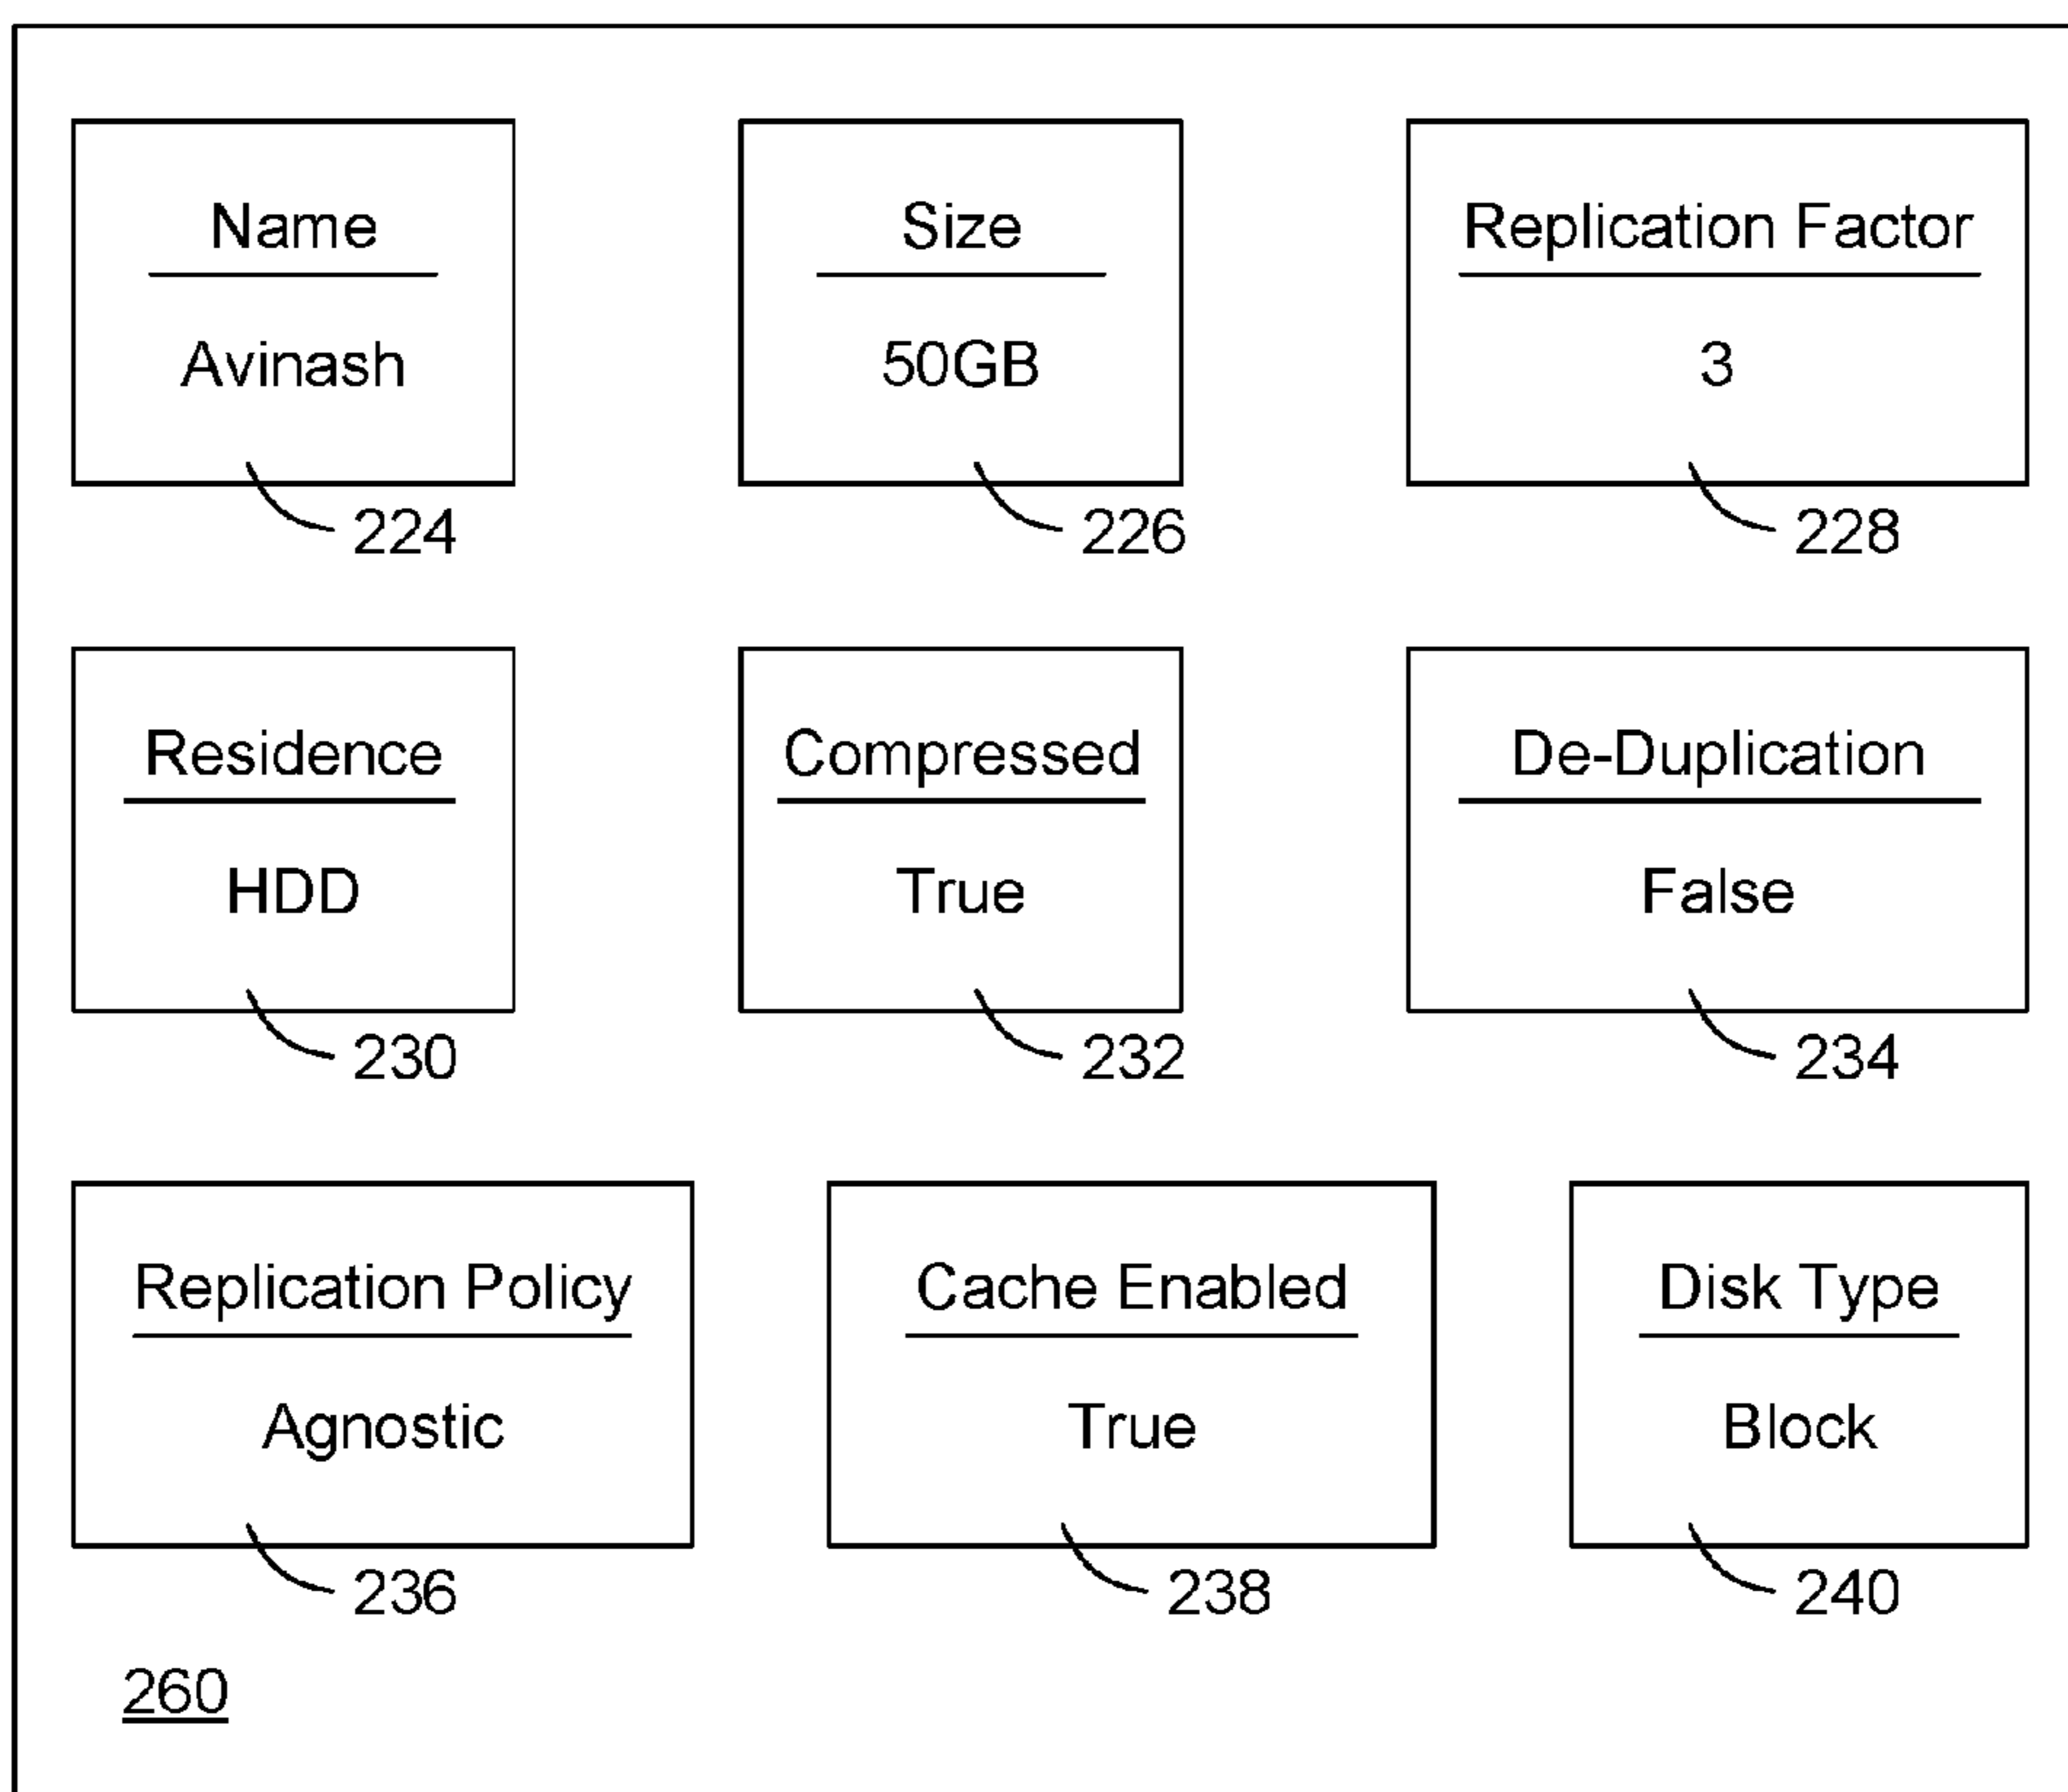 Name
Avinash
224
Size
50GB
226
Replication Factor
3
228
Residence
HDD
230
Compressed
True
232
De-Duplication
False
234
Replication Policy
Agnostic
236
Cache Enabled
True
238
Disk Type
Block
240
260